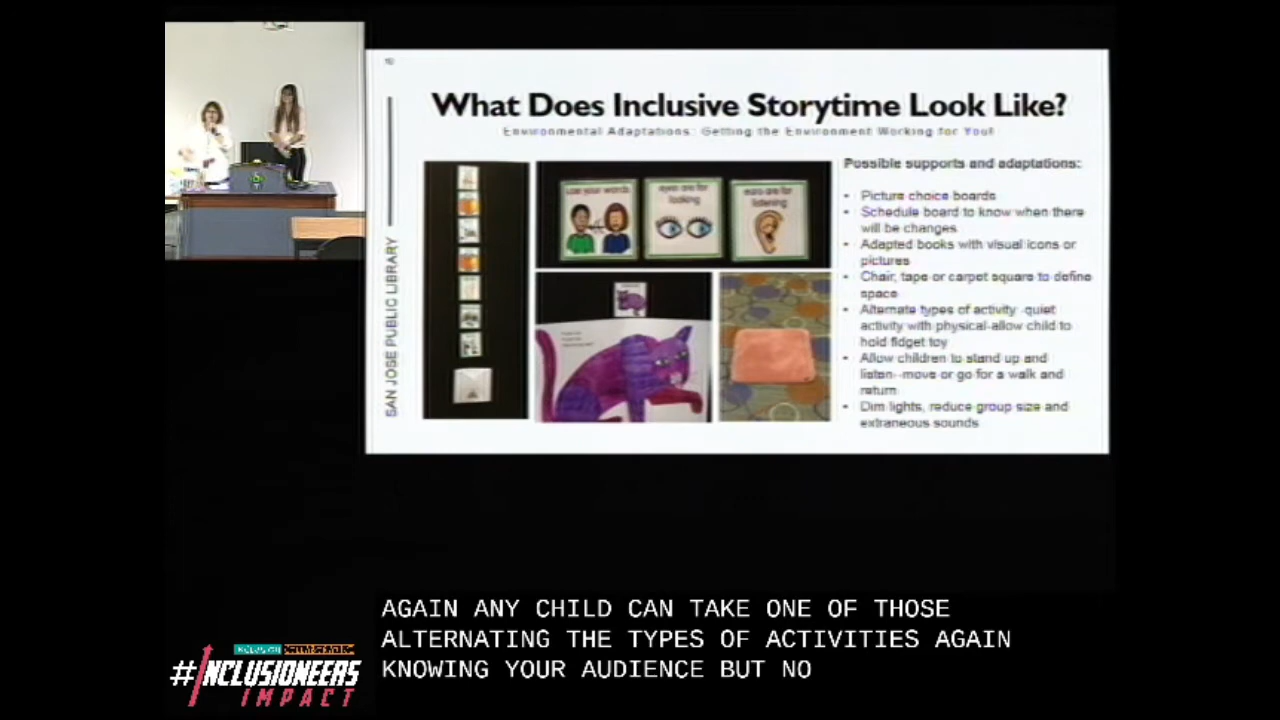 10
What Does Inclusive Storytime Look Like?
Environmental Adaptations: Getting the Environment Working for You!
SAN JOSE PUBLIC LIBRARY
use your words
eyes are for
looking
ears are for
listening
Possible supports and adaptations:
• Picture choice boards
• Schedule board to know when there
will be changes
• Adapted books with visual icons or
pictures
• Chair, tape or carpet square to define
space
• Alternate types of activity -quiet
activity with physical-allow child to
hold fidget toy
• Allow children to stand up and
listen--move or go for a walk and
return
• Dim lights, reduce group size and
extraneous sounds
AGAIN ANY CHILD CAN TAKE ONE OF THOSE
ALTERNATING THE TYPES OF ACTIVITIES AGAIN
KNOWING YOUR AUDIENCE BUT NO
#INCLUSIONEERS
IMPACT